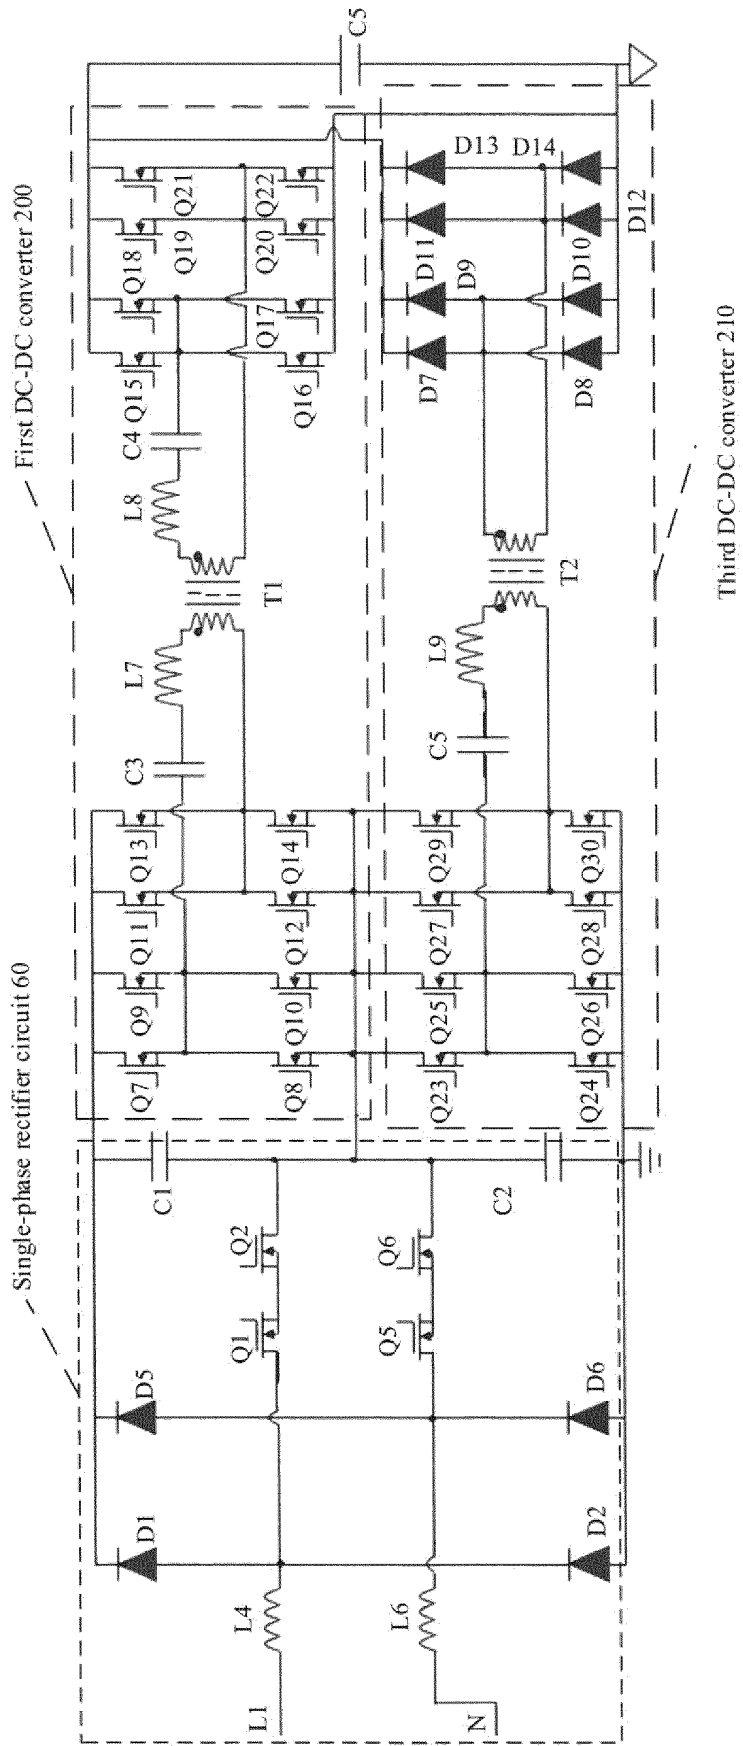 Single-phase rectifier circuit 60
First DC-DC converter 200
Third DC-DC converter 210
L1
N
L4
L6
D1
D2
D5
D6
Q1
Q2
Q5
Q6
C1
C2
Q7
Q8
Q9
Q10
Q11
Q12
Q13
Q14
Q23
Q24
Q25
Q26
Q27
Q28
Q29
Q30
C3
L7
T1
L8
C4
C5
L9
T2
Q15
Q16
Q17
Q18
Q19
Q20
Q21
Q22
D7
D8
D9
D10
D11
D12
D13
D14
C5